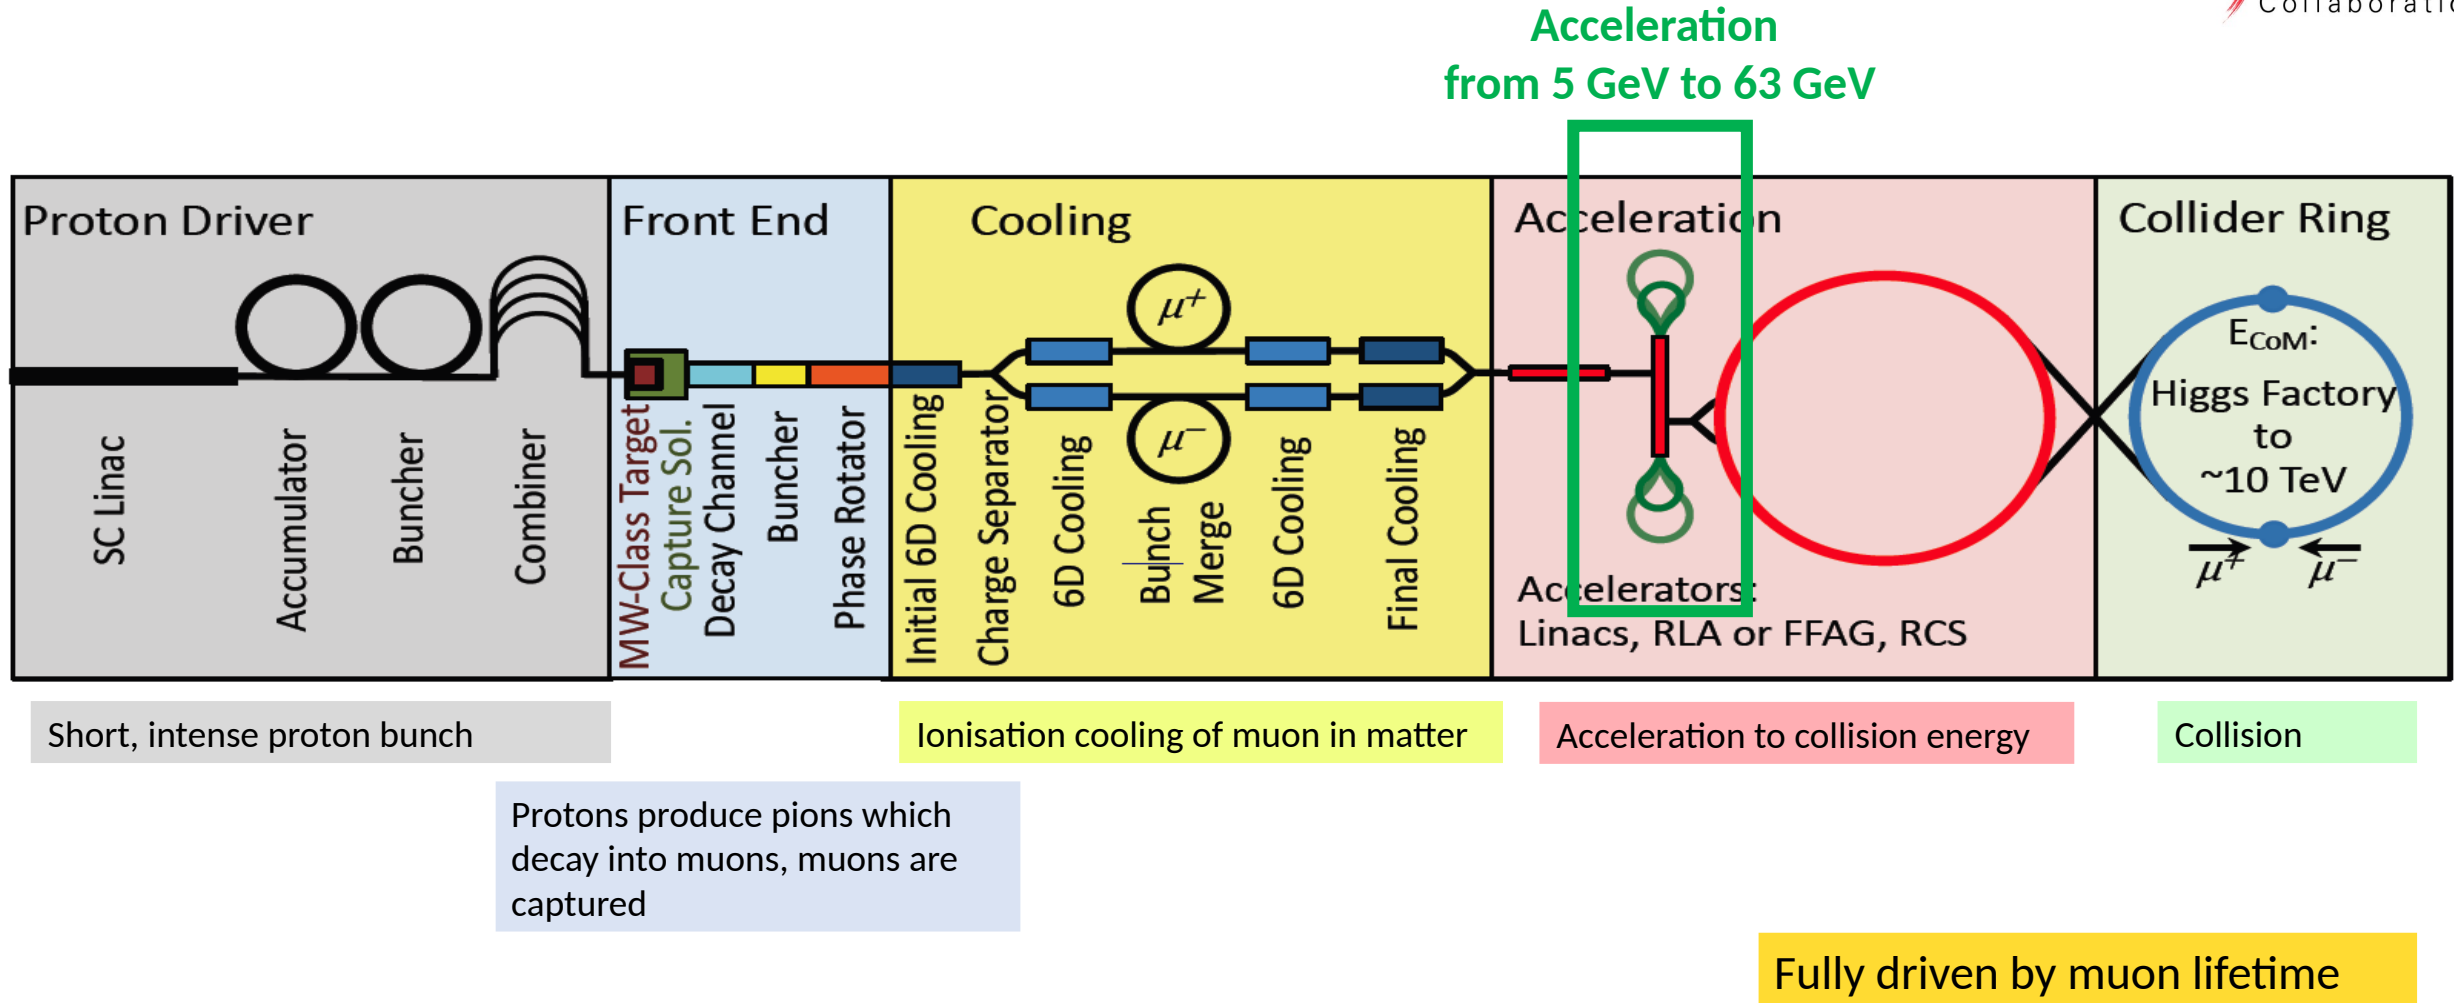 Collaboratio
Acceleration
from 5 GeV to 63 GeV
Proton Driver
Front End
Cooling
Acceleration
Collider Ring
SC Linac
Accumulator
Buncher
Combiner
MW-Class Target
Capture Sol.
Decay Channel
Buncher
Phase Rotator
Initial 6D Cooling
Charge Separator
6D Cooling
μ+
μ−
Bunch
Merge
6D Cooling
Final Cooling
Accelerators:
Linacs, RLA or FFAG, RCS
ECoM:
Higgs Factory
to
~10 TeV
μ+
μ−
Short, intense proton bunch
Protons produce pions which
decay into muons, muons are
captured
Ionisation cooling of muon in matter
Acceleration to collision energy
Collision
Fully driven by muon lifetime